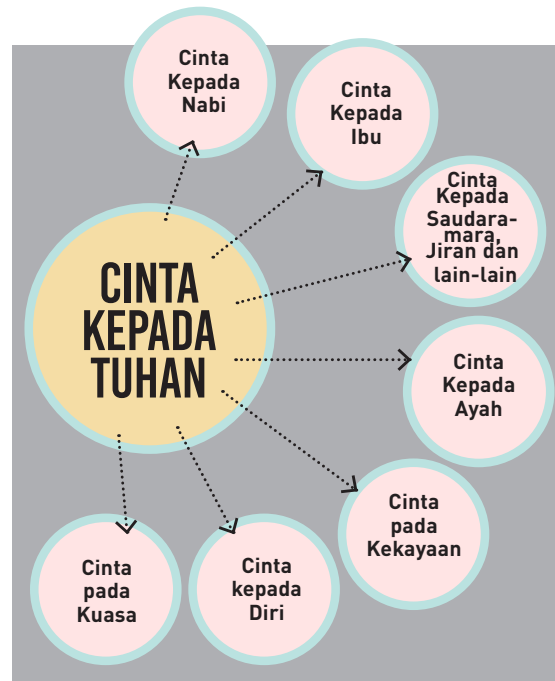 Cinta
Kepada
Nabi
Cinta
Kepada
Ibu
Cinta
Kepada
Saudara-
mara,
Jiran dan
lain-lain
CINTA
KEPADA
TUHAN
Cinta
Kepada
Ayah
Cinta
pada
Kekayaan
Cinta
kepada
Diri
Cinta
pada
Kuasa